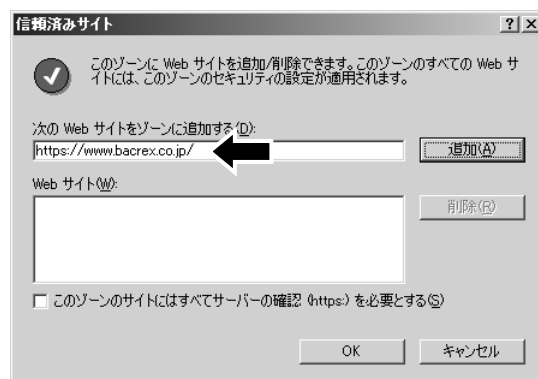 信頼済みサイト
このゾーンに Web サイトを追加/削除できます。このゾーンのすべての Web サ
イトには、このゾーンのセキュリティの設定が適用されます。
次の Web サイトをゾーンに追加する(D):
https://www.bacrex.co.jp/
追加(A)
Web サイト(W):
削除(R)
このゾーンのサイトにはすべてサーバーの確認 (https:) を必要とする(S)
OK
キャンセル